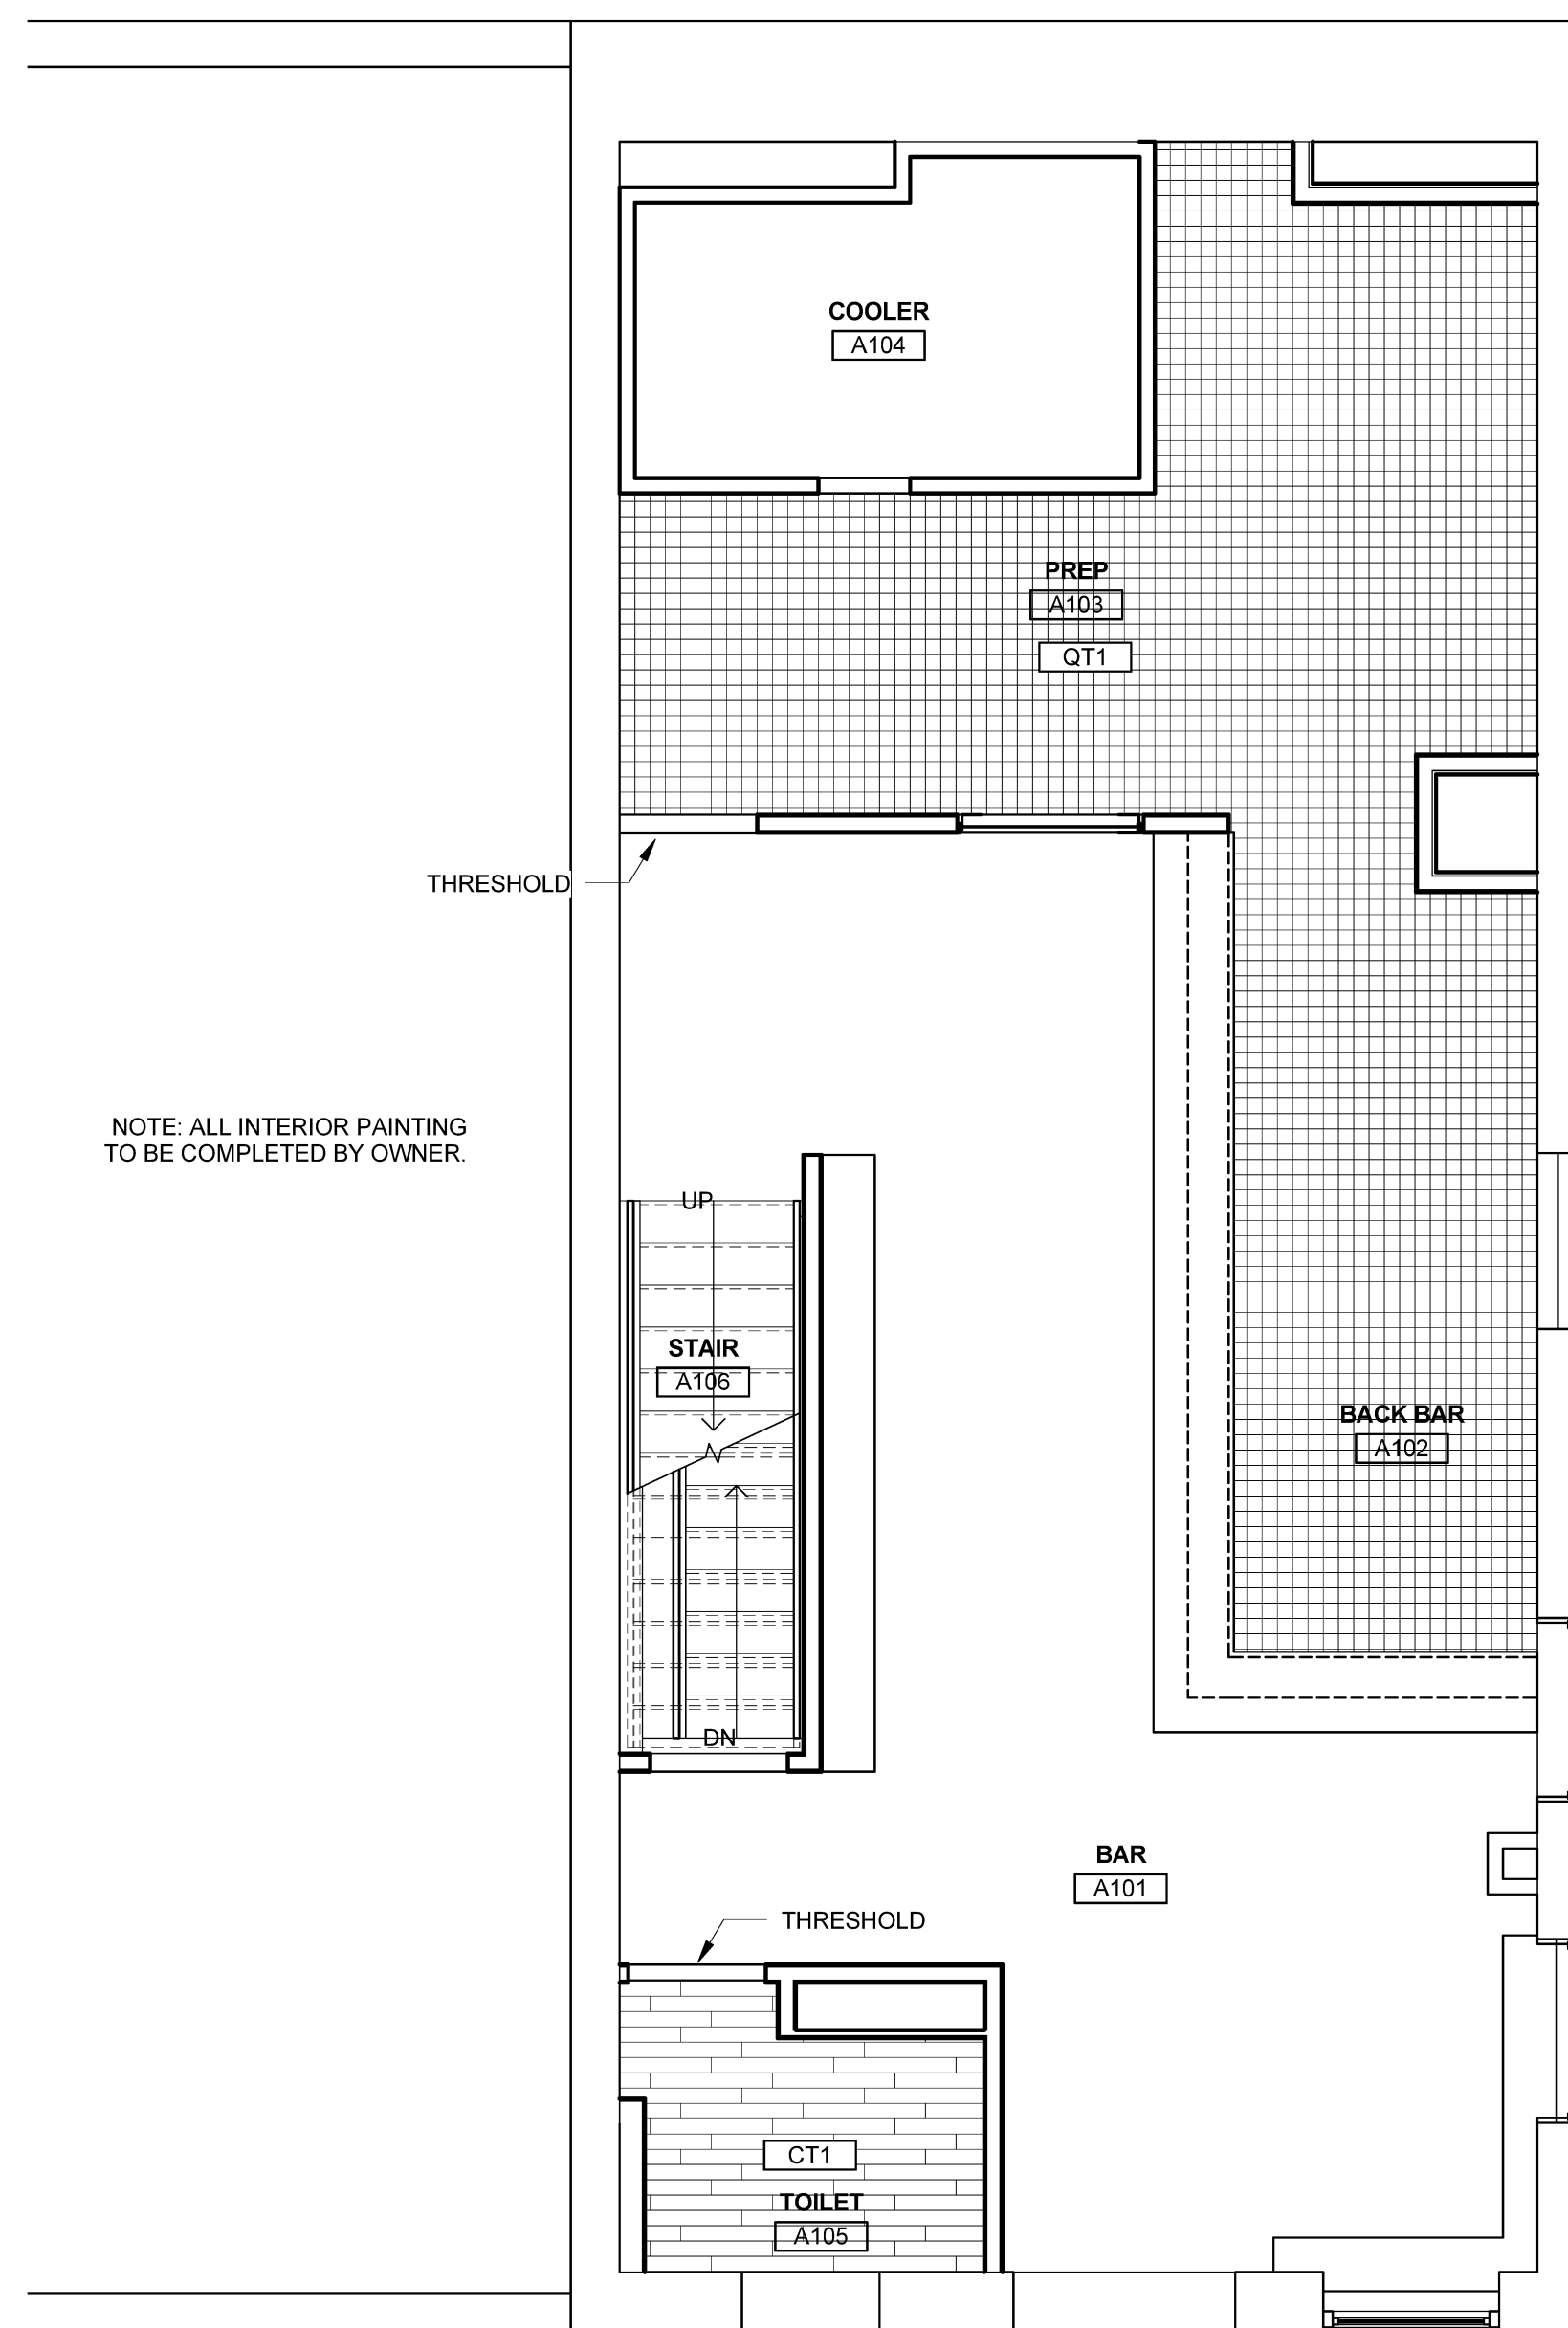 COOLER
A104
PREP
A103
QT1
THRESHOLD
NOTE: ALL INTERIOR PAINTING
TO BE COMPLETED BY OWNER.
UP
STAIR
A106
BACK BAR
A102
DN
BAR
A101
THRESHOLD
CT1
TOILET
A105